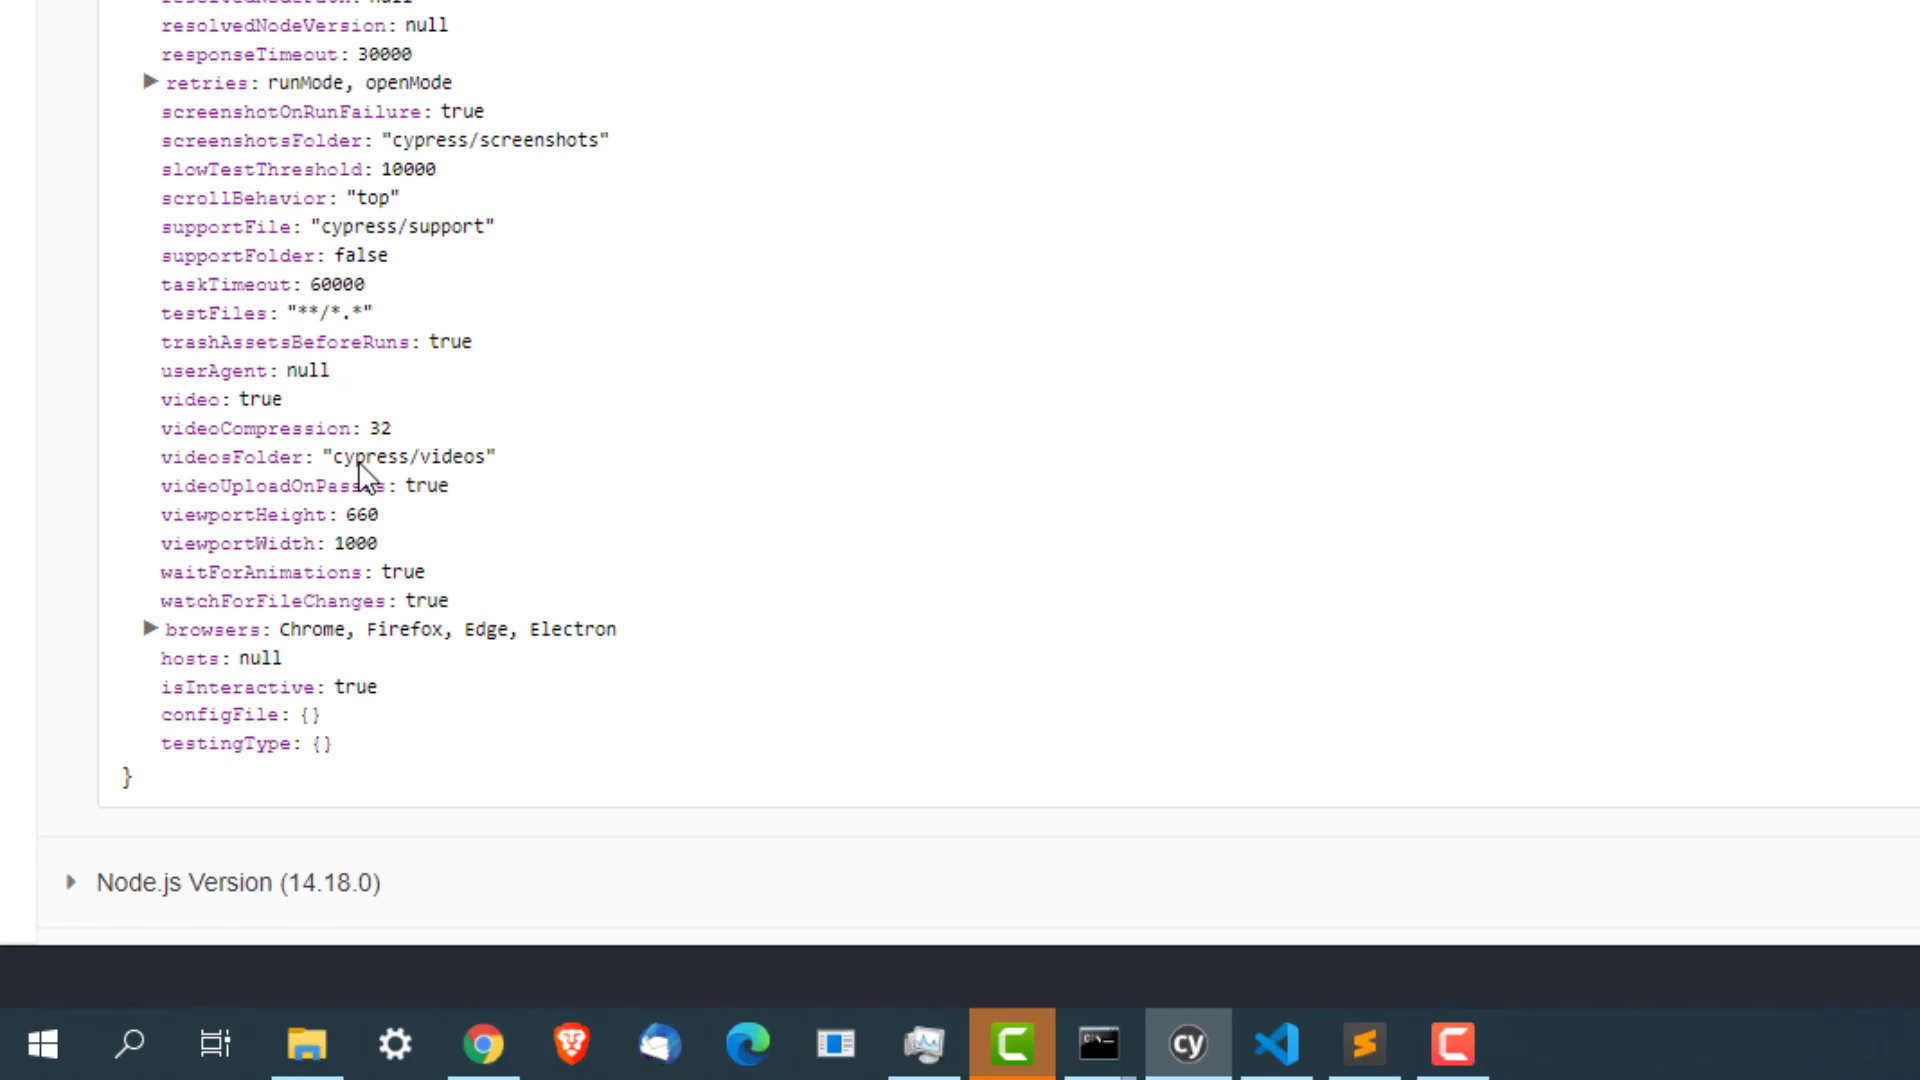 resolvedNodeVersion: null
responseTimeout: 30000
retries: runMode, openMode
screenshotOnRunFailure: true
screenshotsFolder: "cypress/screenshots"
slowTestThreshold: 10000
scrollBehavior: "top"
supportFile: "cypress/support"
supportFolder: false
taskTimeout: 60000
testFiles: "**/*.*"
trashAssetsBeforeRuns: true
userAgent: null
video: true
videoCompression: 32
videosFolder: "cypress/videos"
: true
viewportHeight: 660
viewportWidth: 1000
waitForAnimations: true
watchForFileChanges: true
browsers: Chrome, Firefox, Edge, Electron
hosts: null
isInteractive: true
configFile: {}
testingType: {}
}
Node.js Version (14.18.0)
cy